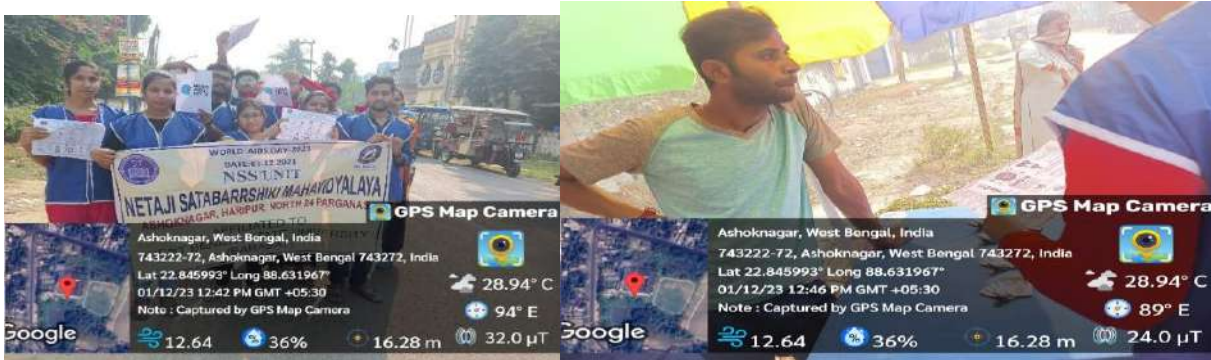 WORLD AIDS DAY-2021
DATE:01.12.2021
NSS UNIT
NETAJI SATABARRSHIKI MAHAVIDYALAYA
ASHOKNAGAR, HARIPUR, NORTH 24 PARGANAS
AFFILIATED TO
GPS Map Camera
Ashoknagar, West Bengal, India
743222-72, Ashoknagar, West Bengal 743272, India
Lat 22.845993° Long 88.631967°
01/12/23 12:42 PM GMT +05:30
Note : Captured by GPS Map Camera
28.94° C
94° E
Google
12.64
36%
16.28 m
32.0 µT
GPS Map Camera
Ashoknagar, West Bengal, India
743222-72, Ashoknagar, West Bengal 743272, India
Lat 22.845993° Long 88.631967°
01/12/23 12:46 PM GMT +05:30
Note : Captured by GPS Map Camera
28.94° C
89° E
Google
12.64
36%
16.28 m
24.0 µT